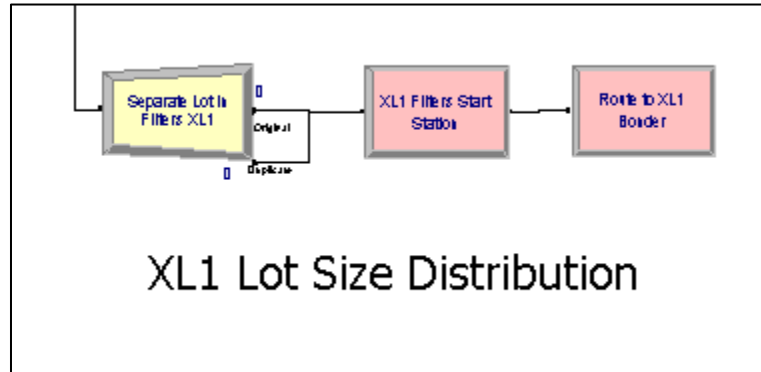 Separate Lot in
Filters XL1
0
Original
0
Duplicate
XL1 Filters Start
Station
Route to XL1
Bonder
XL1 Lot Size Distribution